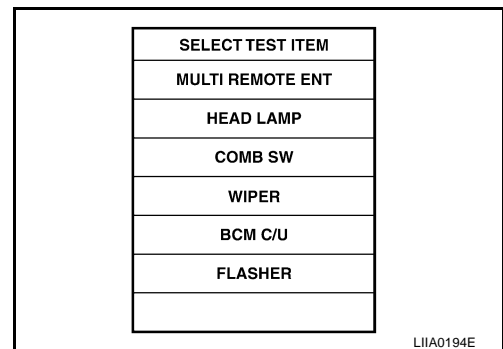 SELECT TEST ITEM
MULTI REMOTE ENT
HEAD LAMP
COMB SW
WIPER
BCM C/U
FLASHER
LIIA0194E